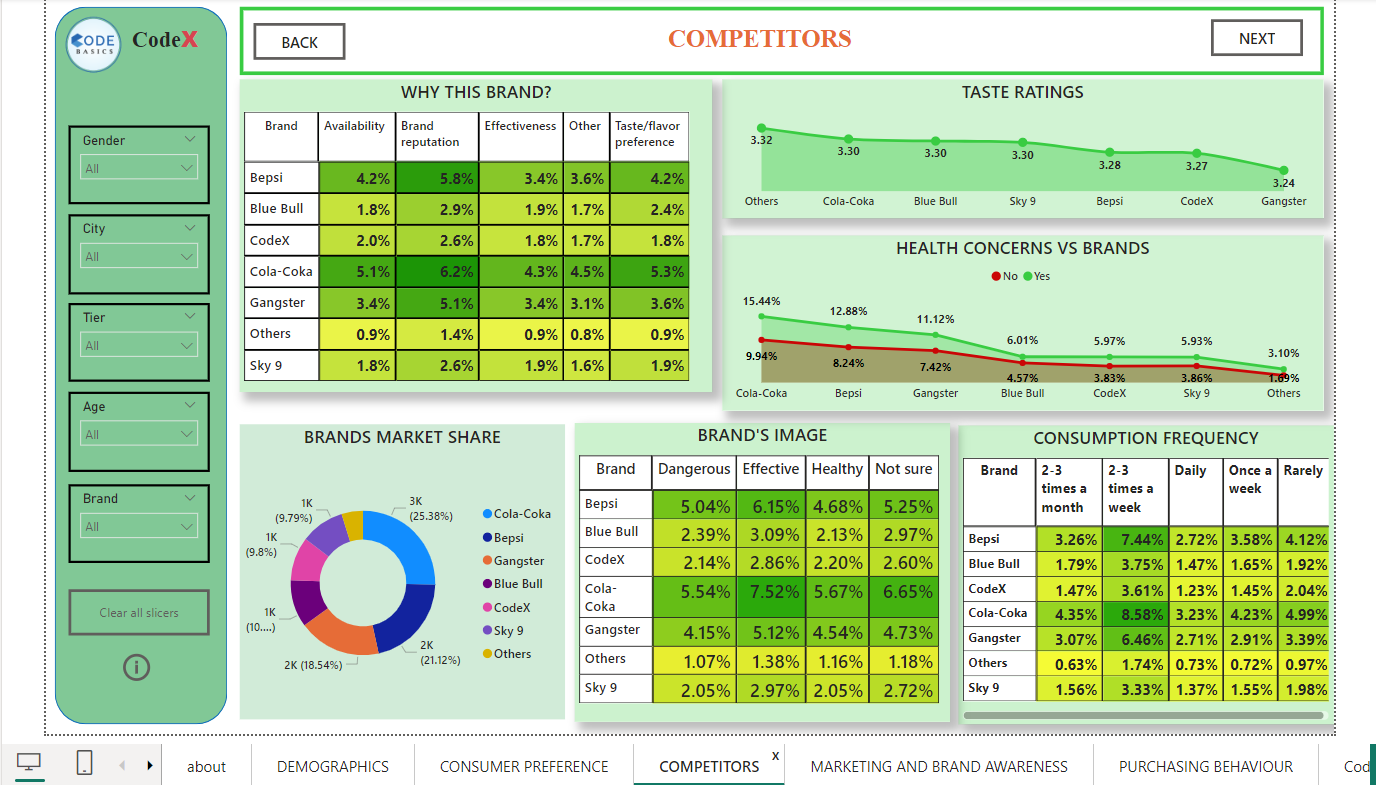 CODE
BASICS
CodeX
BACK
COMPETITORS
NEXT
Gender
All
City
All
Tier
All
Age
All
Brand
All
Clear all slicers
WHY THIS BRAND?
Brand Availability Brand reputation Effectiveness Other Taste/flavor preference
Bepsi 4.2% 5.8% 3.4% 3.6% 4.2%
Blue Bull 1.8% 2.9% 1.9% 1.7% 2.4%
CodeX 2.0% 2.6% 1.8% 1.7% 1.8%
Cola-Coka 5.1% 6.2% 4.3% 4.5% 5.3%
Gangster 3.4% 5.1% 3.4% 3.1% 3.6%
Others 0.9% 1.4% 0.9% 0.8% 0.9%
Sky 9 1.8% 2.6% 1.9% 1.6% 1.9%
TASTE RATINGS
3.32 3.30 3.30 3.30 3.28 3.27 3.24
Others Cola-Coka Blue Bull Sky 9 Bepsi CodeX Gangster
HEALTH CONCERNS VS BRANDS
No Yes
15.44% 12.88% 11.12% 6.01% 5.97% 5.93% 3.10%
9.94% 8.24% 7.42% 4.57% 3.83% 3.86% 1.69%
Cola-Coka Bepsi Gangster Blue Bull CodeX Sky 9 Others
BRANDS MARKET SHARE
3K
(25.38%)
2K
(21.12%)
2K (18.54%)
1K
(10....)
1K
(9.8%)
1K
(9.79%)
Cola-Coka
Bepsi
Gangster
Blue Bull
CodeX
Sky 9
Others
BRAND'S IMAGE
Brand Dangerous Effective Healthy Not sure
Bepsi 5.04% 6.15% 4.68% 5.25%
Blue Bull 2.39% 3.09% 2.13% 2.97%
CodeX 2.14% 2.86% 2.20% 2.60%
Cola-Coka 5.54% 7.52% 5.67% 6.65%
Gangster 4.15% 5.12% 4.54% 4.73%
Others 1.07% 1.38% 1.16% 1.18%
Sky 9 2.05% 2.97% 2.05% 2.72%
CONSUMPTION FREQUENCY
Brand 2-3 times a month 2-3 times a week Daily Once a week Rarely
Bepsi 3.26% 7.44% 2.72% 3.58% 4.12%
Blue Bull 1.79% 3.75% 1.47% 1.65% 1.92%
CodeX 1.47% 3.61% 1.23% 1.45% 2.04%
Cola-Coka 4.35% 8.58% 3.23% 4.23% 4.99%
Gangster 3.07% 6.46% 2.71% 2.91% 3.39%
Others 0.63% 1.74% 0.73% 0.72% 0.97%
Sky 9 1.56% 3.33% 1.37% 1.55% 1.98%
about DEMOGRAPHICS CONSUMER PREFERENCE COMPETITORS X MARKETING AND BRAND AWARENESS PURCHASING BEHAVIOUR Cod